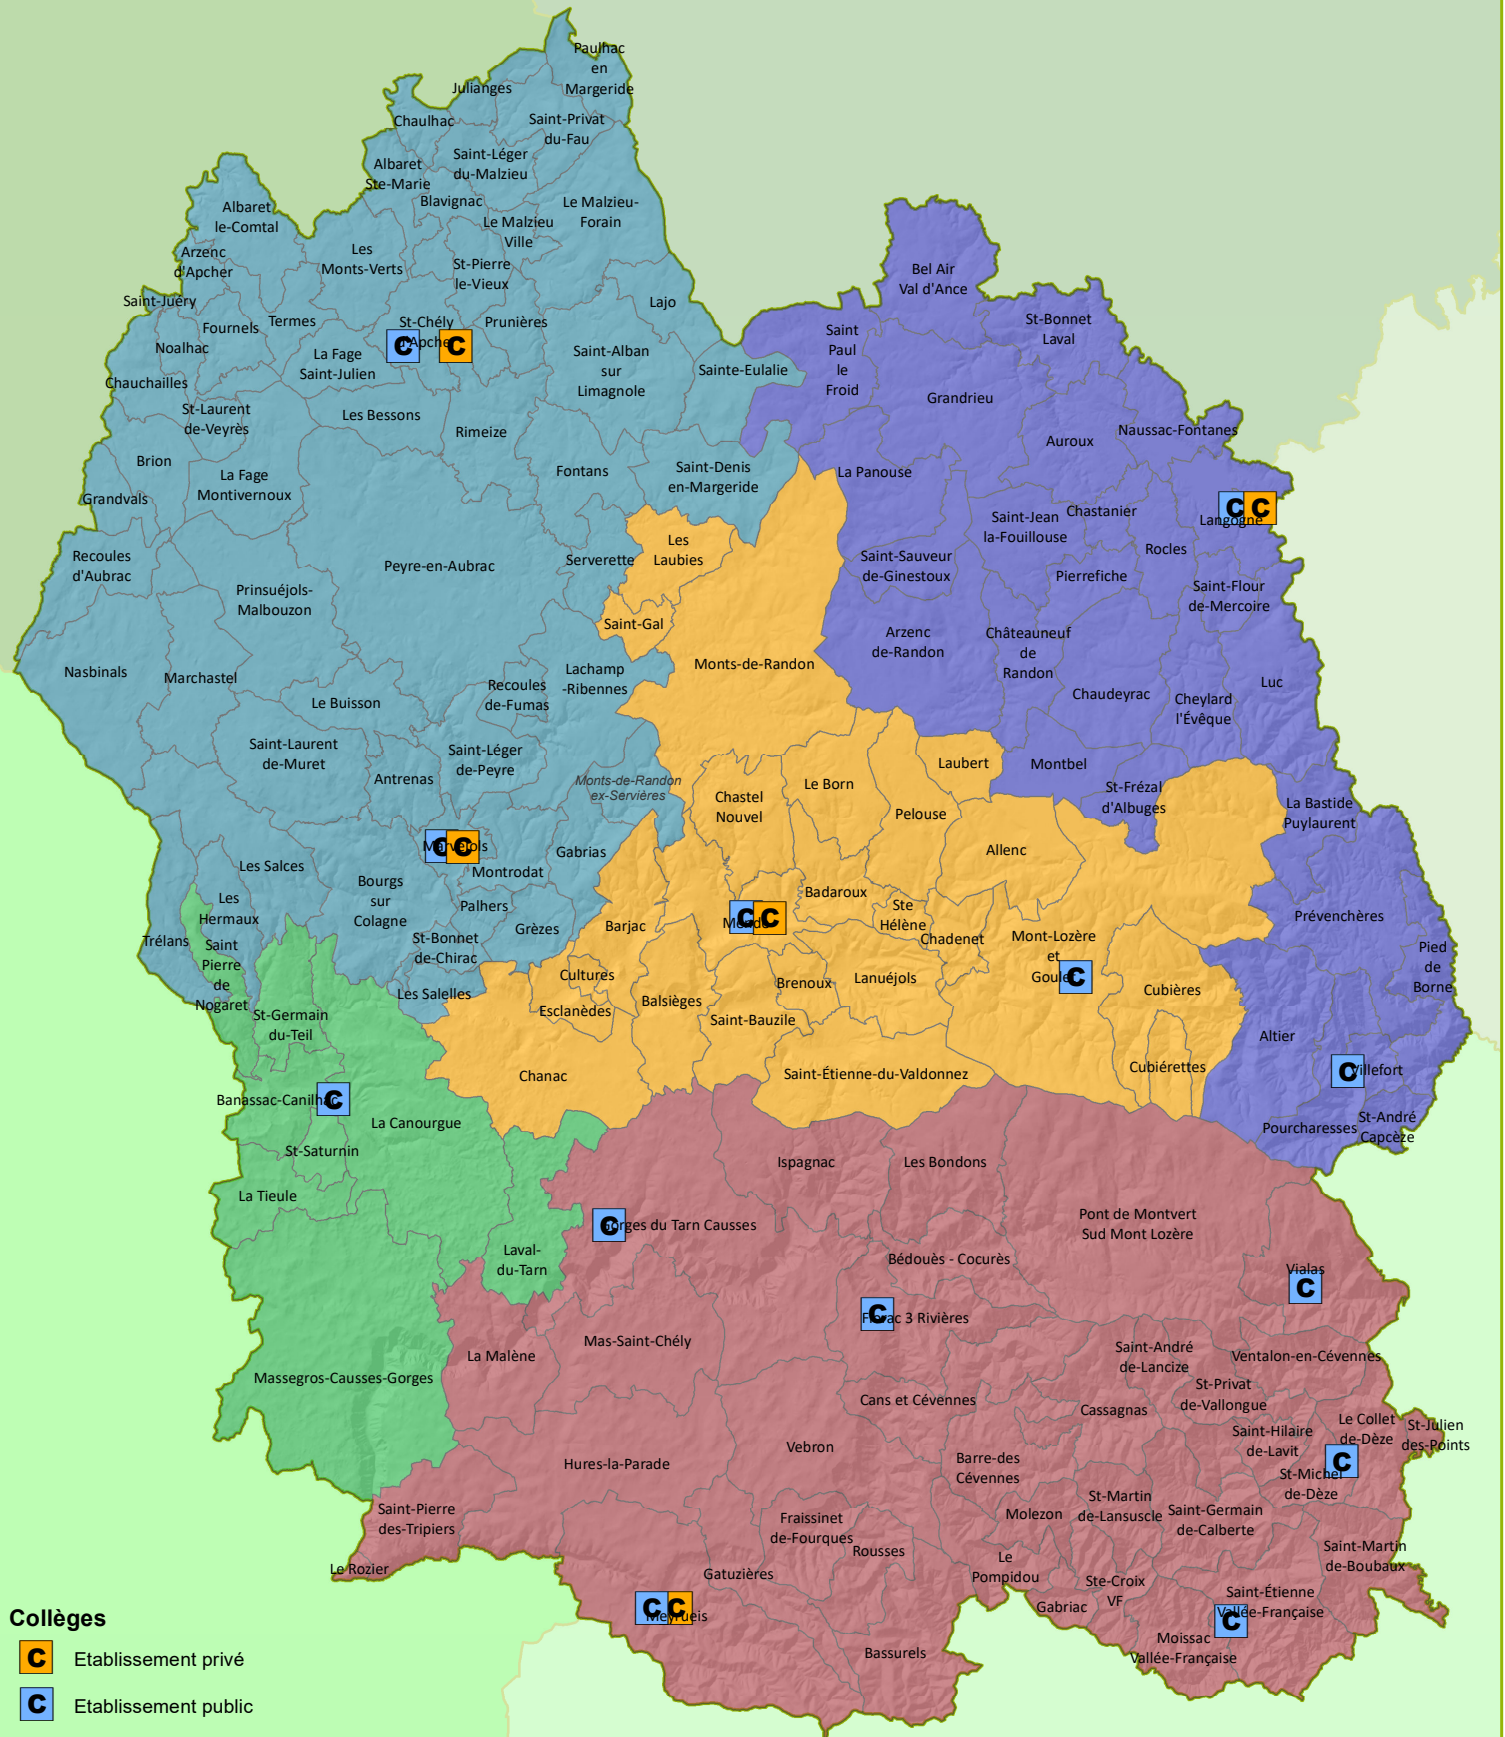 Paulhac
en
Margeride
Julianges
Chaulhac
Saint-Privat
du-Fau
Saint-Léger
du-Malzieu
Albaret
Ste-Marie
Blavignac
Le Malzieu-
Forain
Le Malzieu
Ville
Albaret
le-Comtal
Les
Monts-Verts
Arzenc
d'Apcher
St-Pierre
le-Vieux
Saint-Juéry
Fournels
Termes
St-Chély
d'Apcher
C
C
Prunières
Lajo
Noalhac
La Fage
Saint-Julien
Saint-Alban
sur
Limagnole
Sainte-Eulalie
Chauchailles
St-Laurent
de-Veyrès
Les Bessons
Rimeize
Brion
La Fage
Montivernoux
Fontans
Saint-Denis
en-Margeride
Grandvals
Recoules
d'Aubrac
Prinsuéjols-
Malbouzon
Peyre-en-Aubrac
Serverette
Les
Laubies
Saint-Gal
Nasbinals
Marchastel
Le Buisson
Recoules
de-Fumas
Lachamp
-Ribennes
Monts-de-Randon
Saint-Laurent
de-Muret
Antrenas
Saint-Léger
de-Peyre
Monts-de-Randon
ex-Servières
Bel Air
Val d'Ance
St-Bonnet
Laval
Saint
Paul
le
Froid
Grandrieu
Auroux
Naussac-Fontanes
La Panouse
Saint-Jean
la-Fouillouse
Chastanier
C
C
Langogne
Rocles
Saint-Sauveur
de-Ginestoux
Pierrefiche
Saint-Flour
de-Mercoire
Arzenc
de-Randon
Châteauneuf
de
Randon
Chaudeyrac
Cheylard
l'Évêque
Luc
Laubert
Montbel
St-Frézal
d'Albuges
La Bastide
Puylaurent
Chastel
Nouvel
Le Born
Pelouse
Allenc
Les Salces
C
C
Marvejols
Montrodat
Gabrias
Bourgs
sur
Colagne
Palhers
Grèzes
Barjac
C
C
Mende
Badaroux
Ste
Hélène
Chadenet
Mont-Lozère
et
Goulet
C
Prévenchères
Les
Hermaux
Trélans
Saint
Pierre
de
Nogaret
St-Bonnet
de-Chirac
Les Salelles
Cultures
Esclanèdes
Balsièges
Brenoux
Lanuéjols
Saint-Bauzile
Cubières
Pied
de
Borne
St-Germain
du-Teil
Altier
Chanac
Saint-Étienne-du-Valdonnez
Cubiérettes
C
Villefort
Banassac-Canilhac
C
La Canourgue
St-Saturnin
Pourcharesses
St-André
Capcèze
La Tieule
Ispagnac
Les Bondons
Laval-
du-Tarn
C
Gorges du Tarn Causses
Pont de Montvert
Sud Mont Lozère
Bédouès - Cocurès
Vialas
C
C
Florac 3 Rivières
Massegros-Causses-Gorges
La Malène
Mas-Saint-Chély
Saint-André
de-Lancize
Ventalon-en-Cévennes
Cans et Cévennes
Cassagnas
St-Privat
de-Vallongue
Le Collet
de-Dèze
St-Julien
des-Points
C
Saint-Hilaire
de-Lavit
St-Michel
de-Dèze
Hures-la-Parade
Vebron
Barre-des
Cévennes
Saint-Pierre
des-Tripiers
Fraissinet
de-Fourques
Molezon
St-Martin
de-Lansuscle
Saint-Germain
de-Calberte
Le Rozier
Gatuzières
Rousses
Le
Pompidou
Saint-Martin
de-Boubaux
C
C
Meyrueis
Gabriac
Ste-Croix
VF
Saint-Étienne
Vallée-Française
C
Bassurels
Moissac
Vallée-Française
Collèges
C Etablissement privé
C Etablissement public